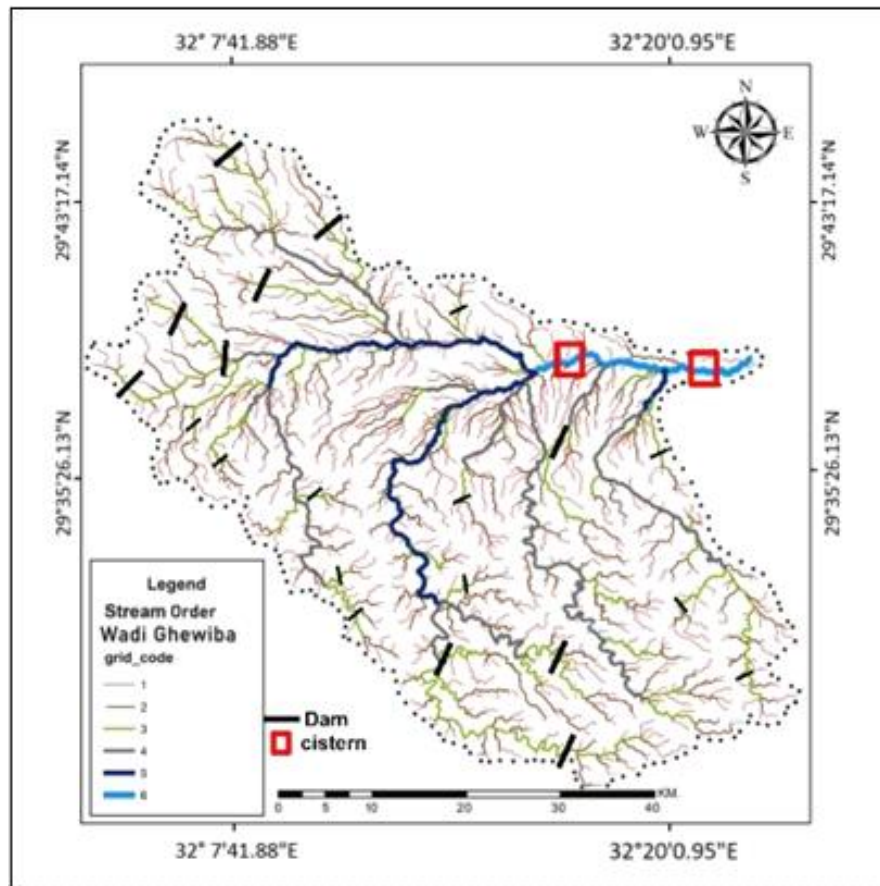 32° 7'41.88"E 32°20'0.95"E
N
W E
S
29°43'17.14"N 29°43'17.14"N
29°35'26.13"N 29°35'26.13"N
Legend
Stream Order
Wadi Ghewiba
grid_code
1
2
3
4
5
6
Dam
cistern
KM.
0 5 10 20 30 40
32° 7'41.88"E 32°20'0.95"E